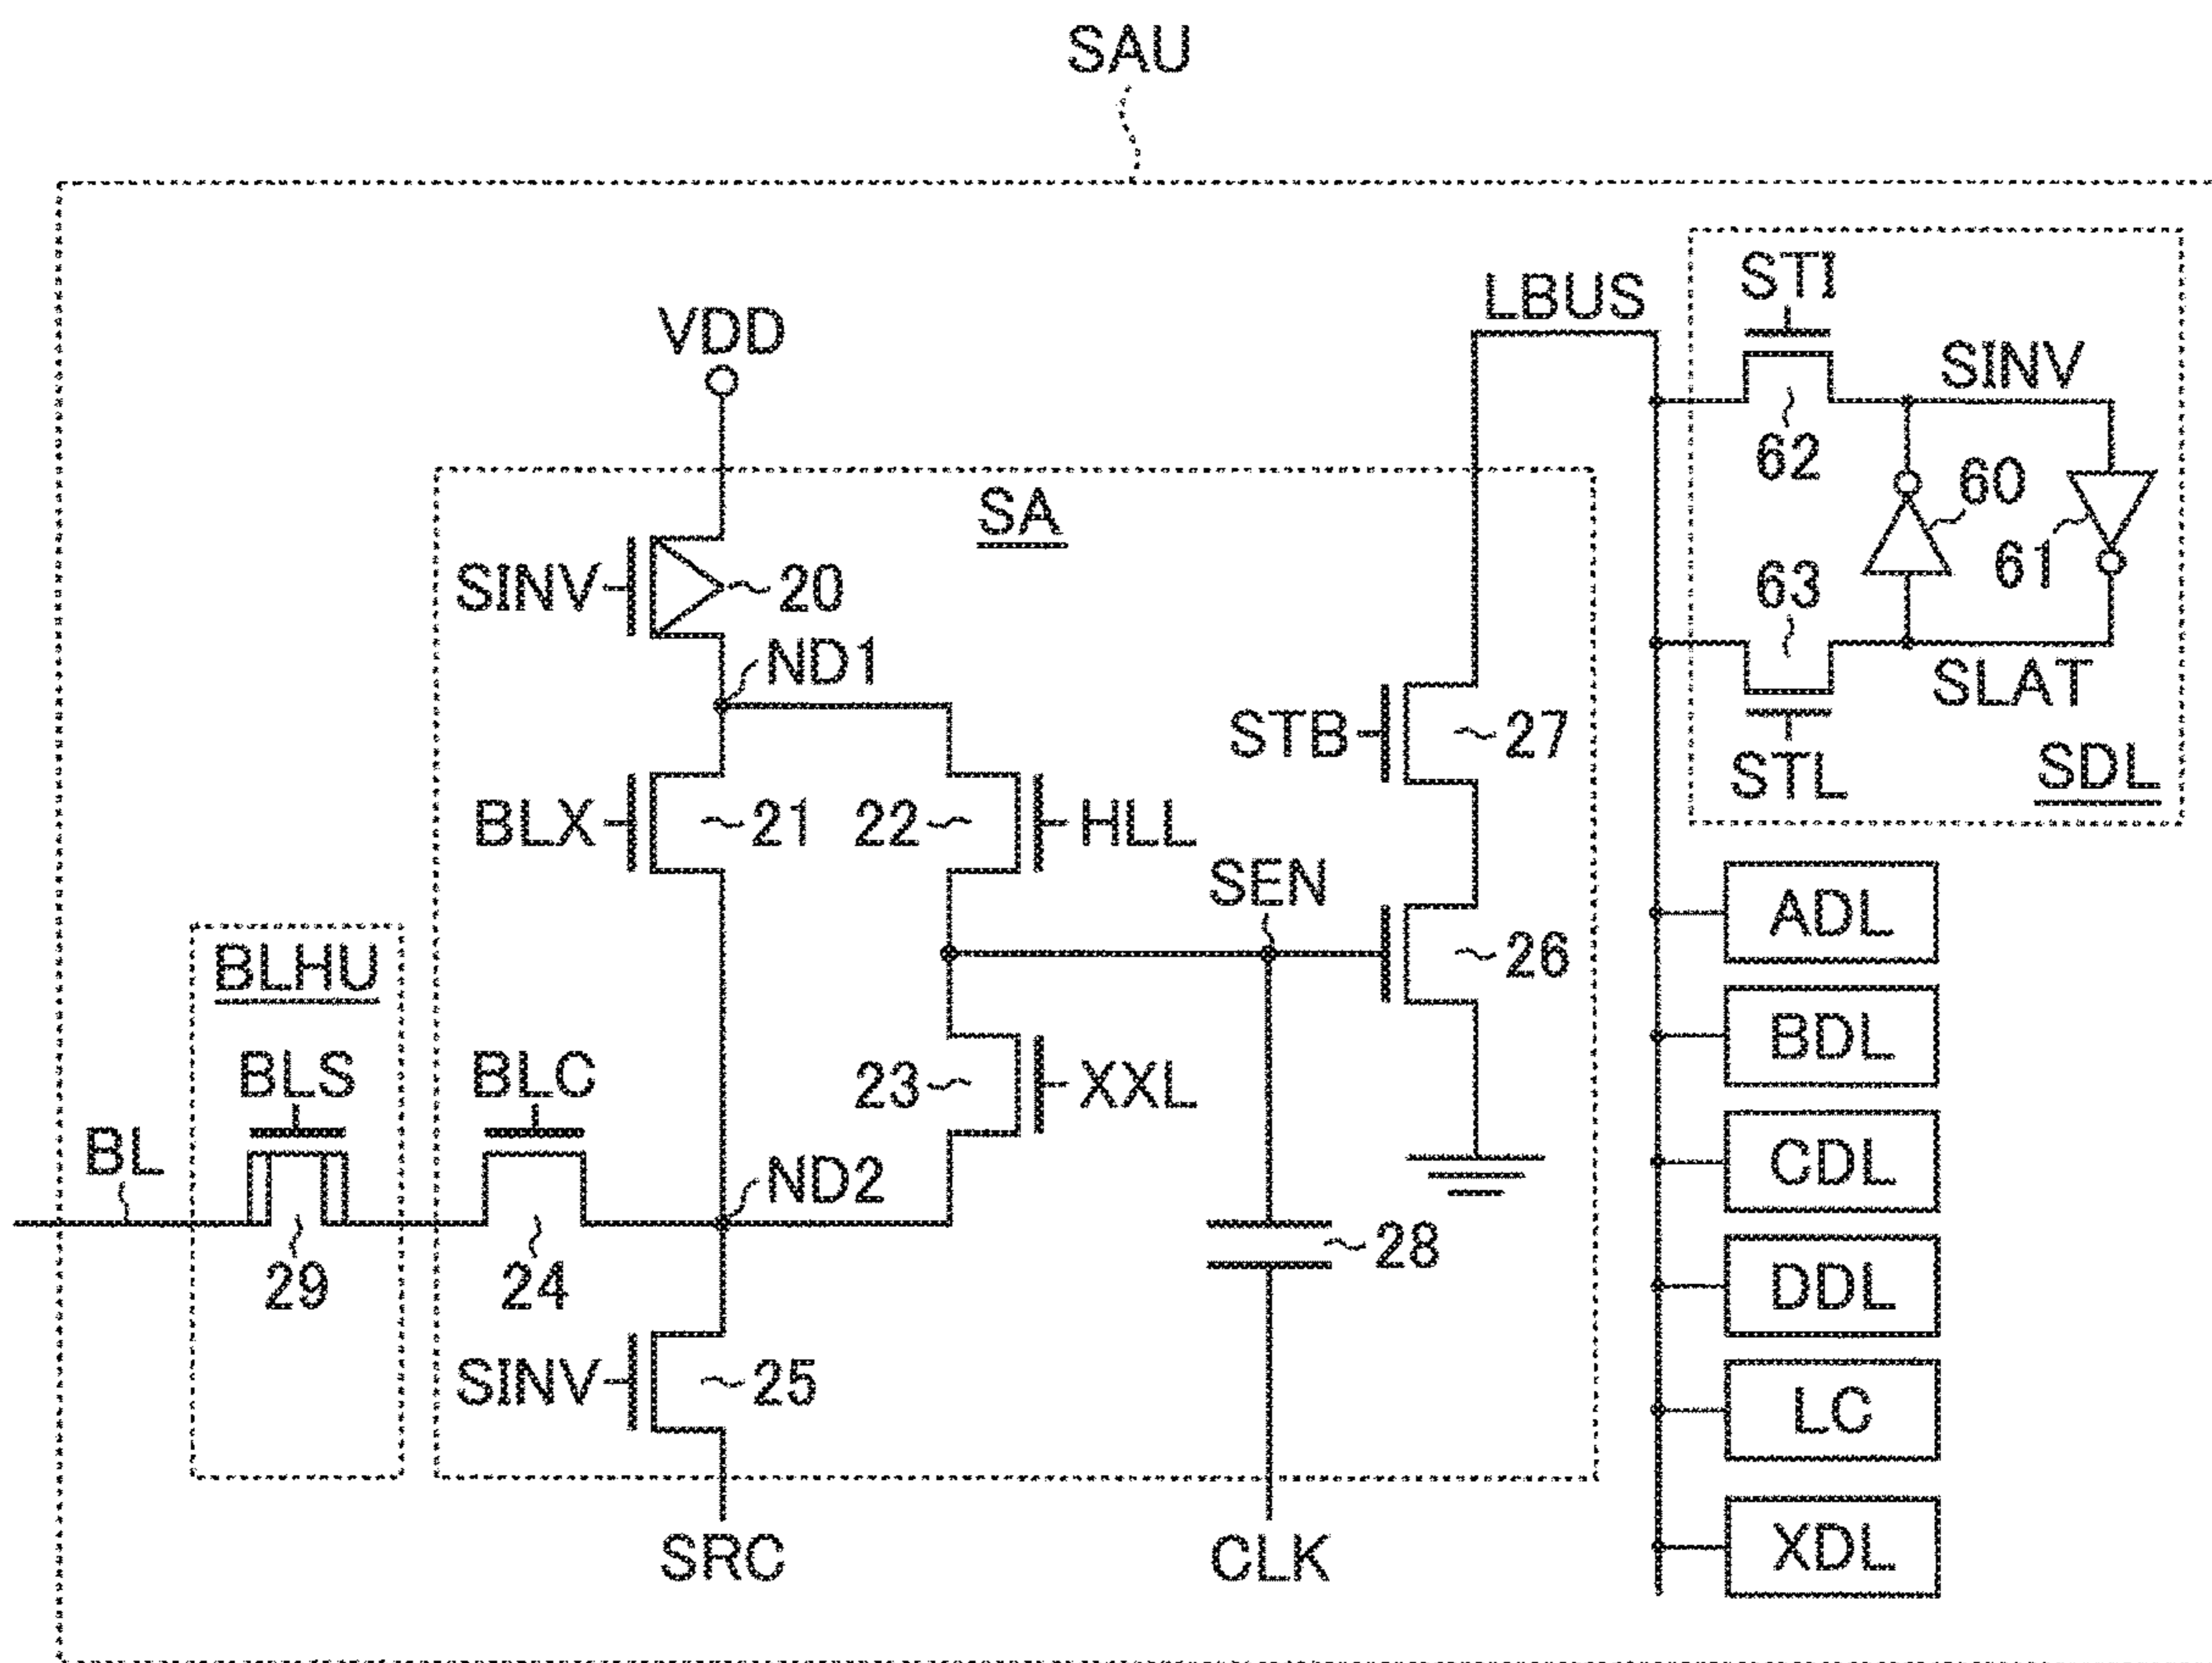 SAU
VDD
LBUS
STI
SINV
62
60
61
63
SLAT
STL
SDL
SA
SINV
20
ND1
BLX
21
22
HLL
STB
27
SEN
26
BLHU
BLS
BLC
23
XXL
BL
29
24
ND2
28
SINV
25
SRC
CLK
ADL
BDL
CDL
DDL
LC
XDL